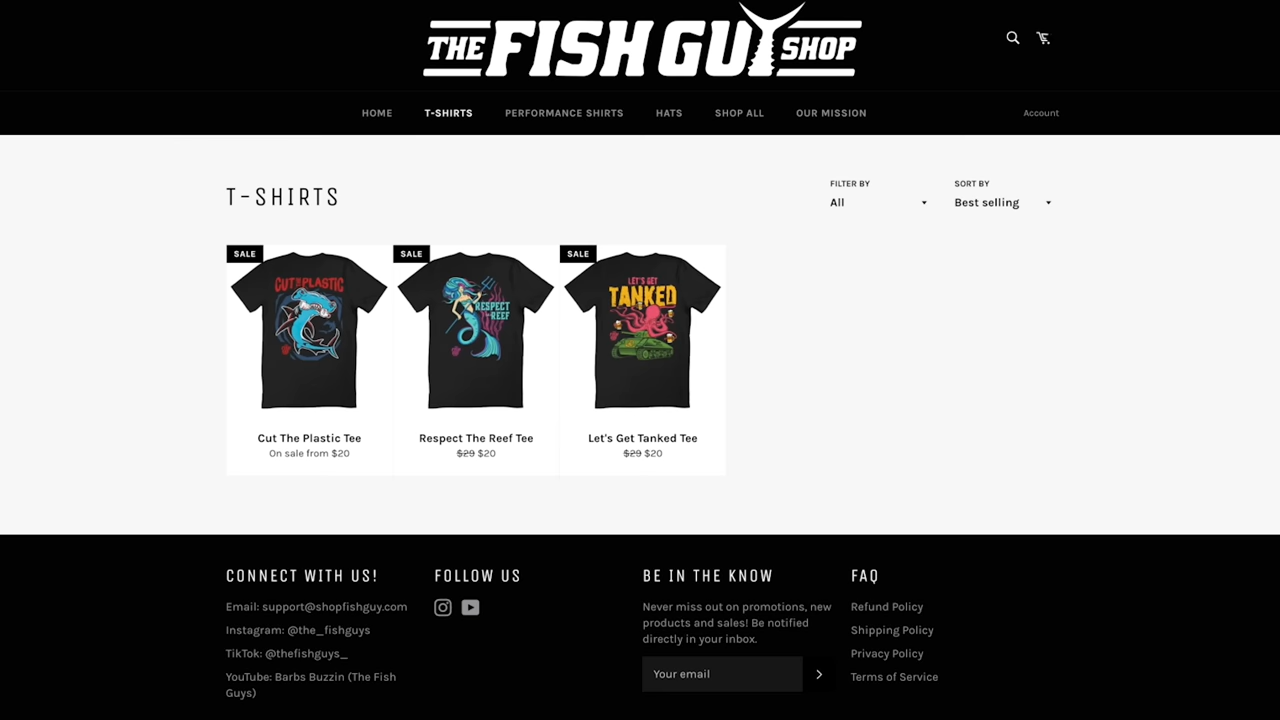 THE FISH GUY SHOP
HOME T-SHIRTS PERFORMANCE SHIRTS HATS SHOP ALL OUR MISSION Account
T-SHIRTS
FILTER BY
All
SORT BY
Best selling
SALE SALE SALE
CUT THE PLASTIC
RESPECT
THE REEF
LET'S GET
TANKED
Cut The Plastic Tee
On sale from $20
Respect The Reef Tee
$29 $20
Let's Get Tanked Tee
$29 $20
CONNECT WITH US!
Email: support@shopfishguy.com
Instagram: @the_fishguys
TikTok: @thefishguys_
YouTube: Barbs Buzzin (The Fish
Guys)
FOLLOW US
BE IN THE KNOW
Never miss out on promotions, new
products and sales! Be notified
directly in your inbox.
Your email
FAQ
Refund Policy
Shipping Policy
Privacy Policy
Terms of Service